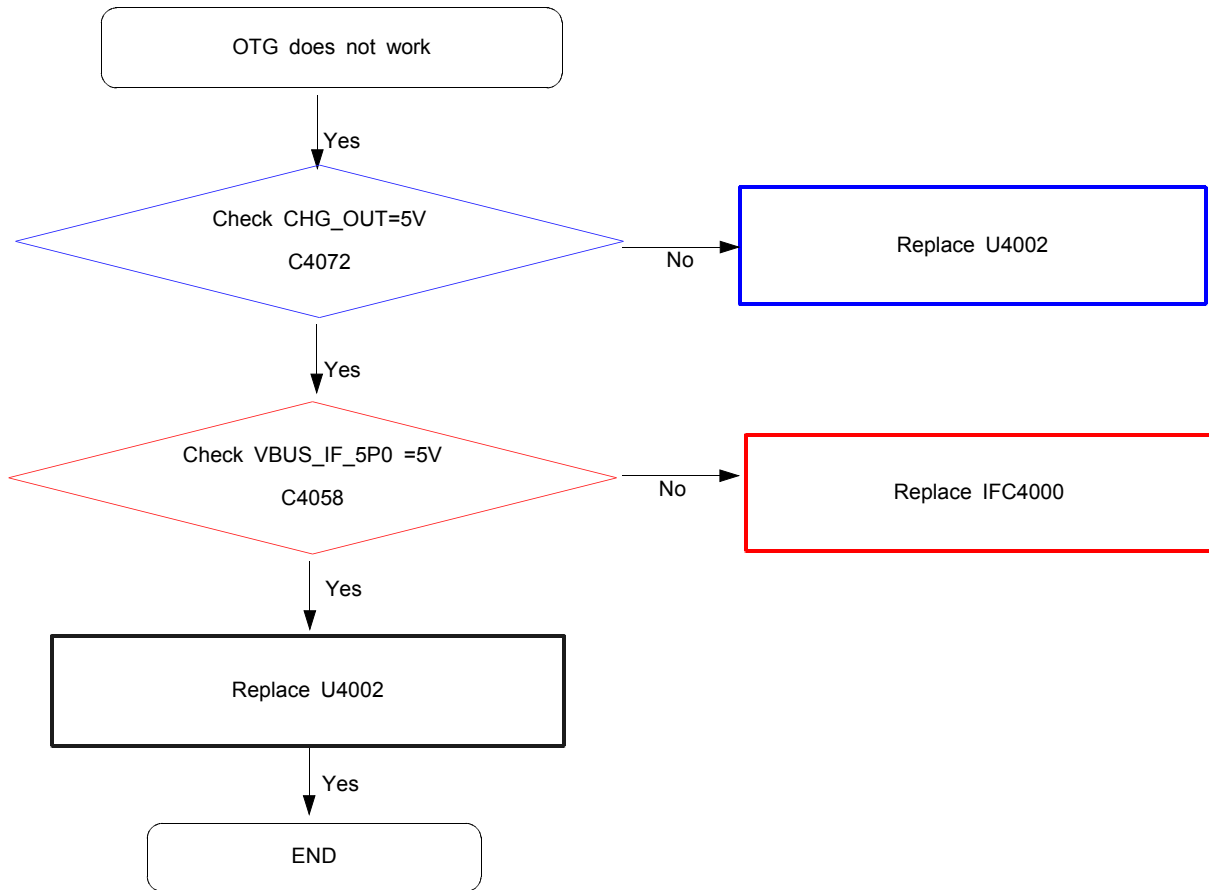 OTG does not work
Yes
Check CHG_OUT=5V
C4072
No
Replace U4002
Yes
Check VBUS_IF_5P0 =5V
C4058
No
Replace IFC4000
Yes
Replace U4002
Yes
END